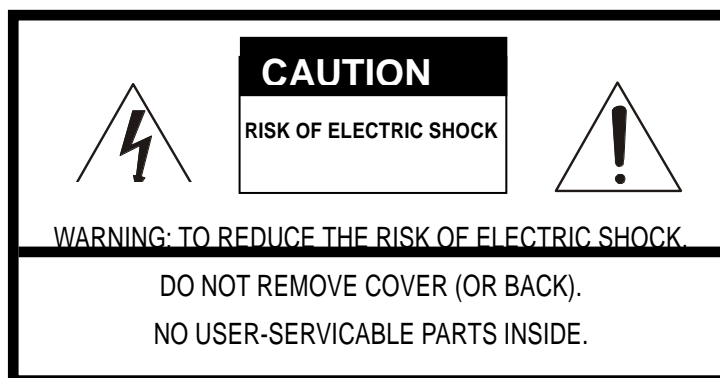 CAUTION
RISK OF ELECTRIC SHOCK
WARNING: TO REDUCE THE RISK OF ELECTRIC SHOCK.
DO NOT REMOVE COVER (OR BACK).
NO USER-SERVICABLE PARTS INSIDE.